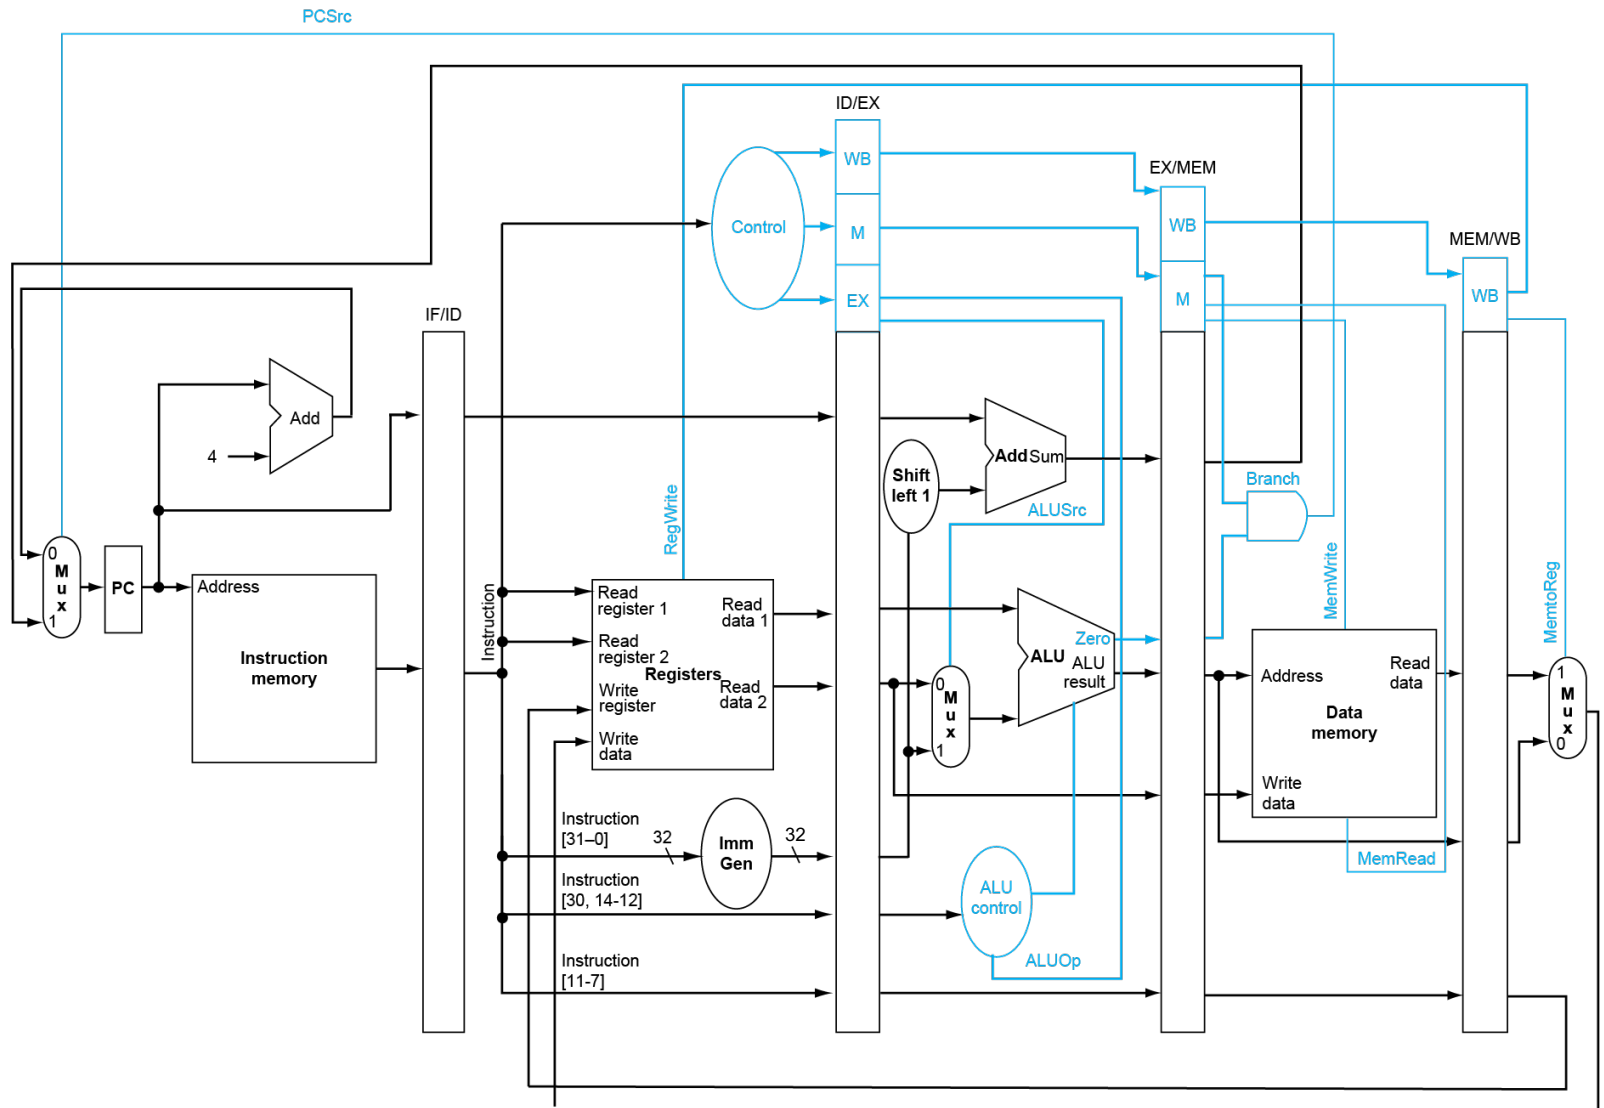 PCSrc
ID/EX
WB
EX/MEM
Control
M
WB
MEM/WB
EX
M
WB
IF/ID
Add
4
Add Sum
Shift
left 1
Branch
ALUSrc
RegWrite
MemWrite
MemtoReg
0
M
u
x
1
PC
Address
Instruction
memory
Instruction
Read
register 1
Read
data 1
Read
register 2
Registers
Write
register
Read
data 2
Write
data
0
M
u
x
1
Zero
ALU
ALU
result
Address
Read
data
Data
memory
Write
data
1
M
u
x
0
Instruction
[31–0]
32
Imm
Gen
32
MemRead
Instruction
[30, 14-12]
ALU
control
Instruction
[11-7]
ALUOp